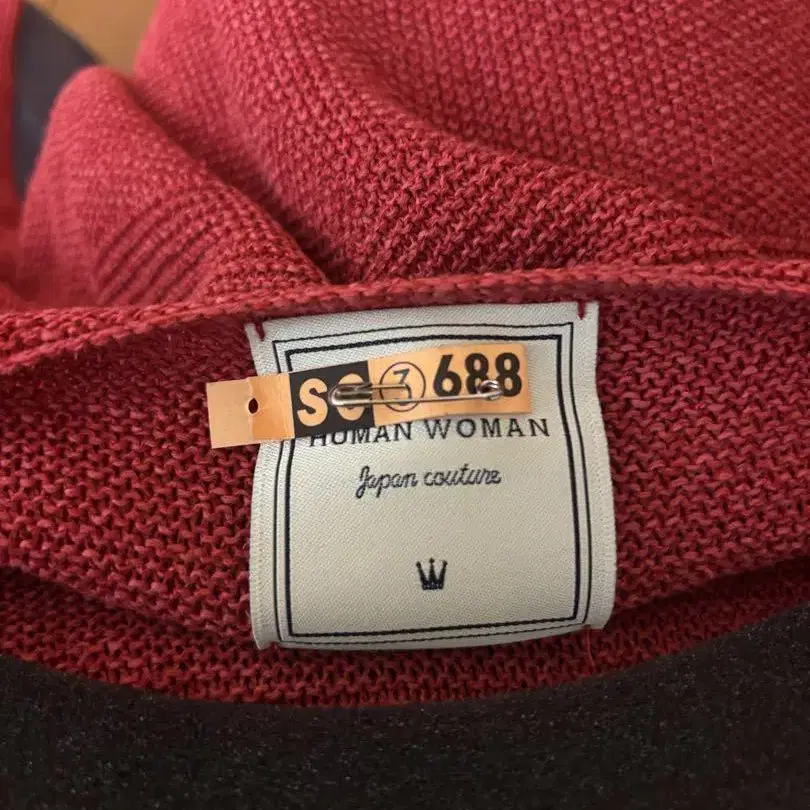 SC ③ 688
HUMAN WOMAN
Japan couture